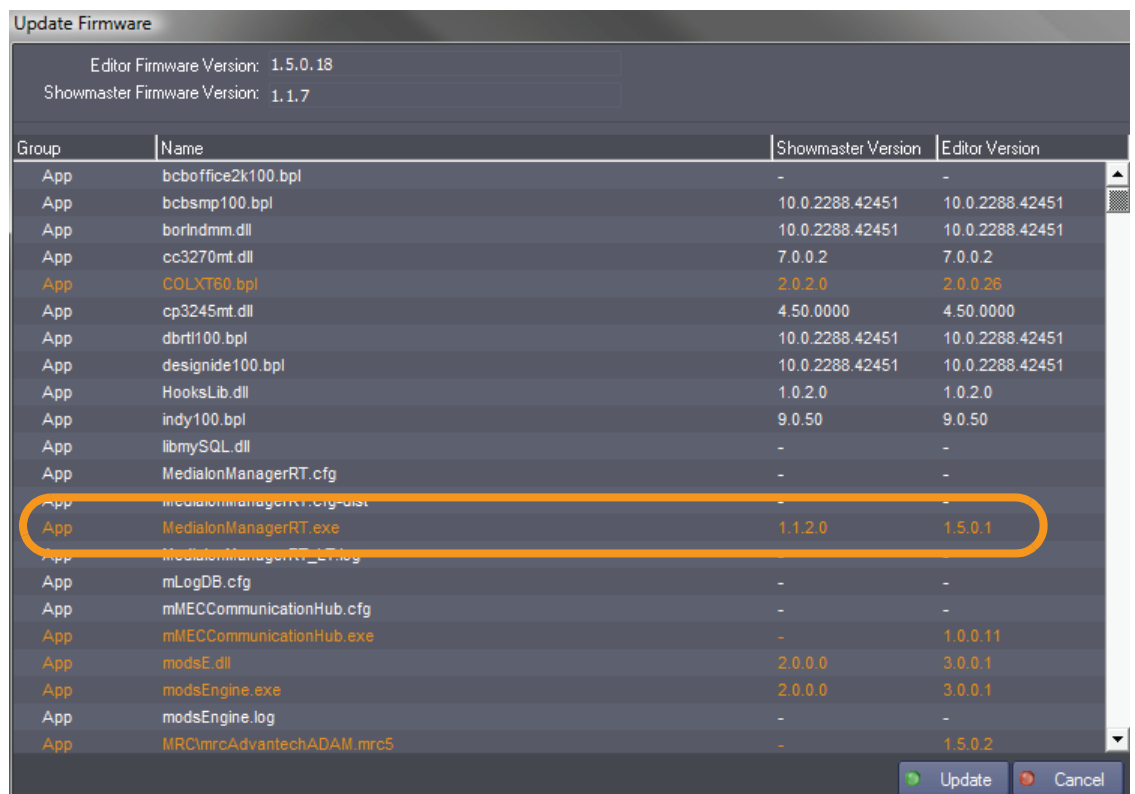 Update Firmware
Editor Firmware Version: 1.5.0.18
Showmaster Firmware Version: 1.1.7
Group Name Showmaster Version Editor Version
App bcboffice2k100.bpl - -
App bcbsmp100.bpl 10.0.2288.42451 10.0.2288.42451
App borlndmm.dll 10.0.2288.42451 10.0.2288.42451
App cc3270mt.dll 7.0.0.2 7.0.0.2
App COLXT60.bpl 2.0.2.0 2.0.0.26
App cp3245mt.dll 4.50.0000 4.50.0000
App dbrtl100.bpl 10.0.2288.42451 10.0.2288.42451
App designide100.bpl 10.0.2288.42451 10.0.2288.42451
App HooksLib.dll 1.0.2.0 1.0.2.0
App indy100.bpl 9.0.50 9.0.50
App libmySQL.dll - -
App MedialonManagerRT.cfg - -
App MedialonManagerRT.cfg-dist - -
App MedialonManagerRT.exe 1.1.2.0 1.5.0.1
App MedialonManagerRT_LT.log - -
App mLogDB.cfg - -
App mMECCommunicationHub.cfg - -
App mMECCommunicationHub.exe - 1.0.0.11
App modsE.dll 2.0.0.0 3.0.0.1
App modsEngine.exe 2.0.0.0 3.0.0.1
App modsEngine.log - -
App MRC\mrcAdvantechADAM.mrc5 - 1.5.0.2
Update Cancel